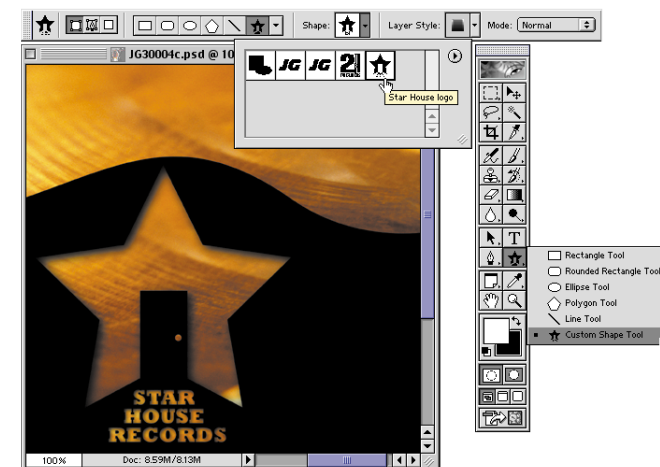 Shape:
Layer Style:
Mode:
Normal
JG30004c.psd @ 10
JG
JG
21
RECORDS
Star House logo
STAR
HOUSE
RECORDS
T
Rectangle Tool
Rounded Rectangle Tool
Ellipse Tool
Polygon Tool
Line Tool
Custom Shape Tool
100%
Doc: 8.59M/8.13M